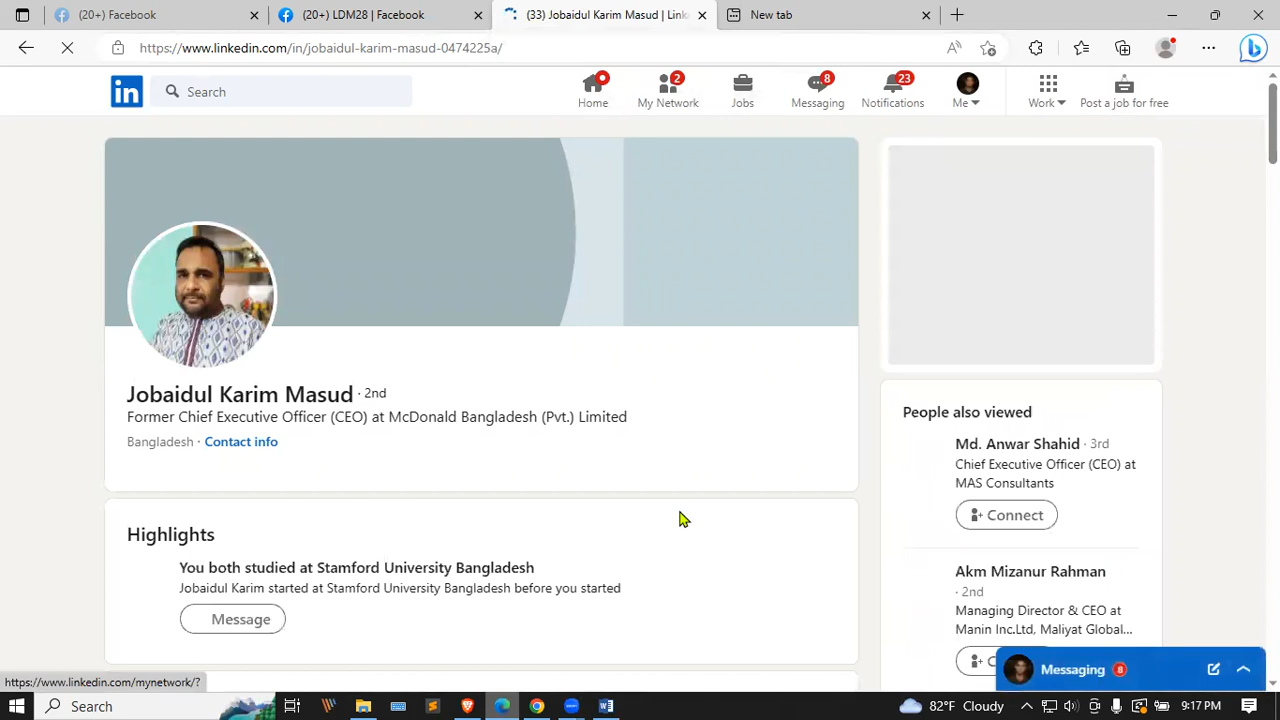 (20+) Facebook
(20+) LDM28 | Facebook
(33) Jobaidul Karim Masud | Link
New tab
https://www.linkedin.com/in/jobaidul-karim-masud-0474225a/
in
Search
Home
2
My Network
Jobs
8
Messaging
23
Notifications
Me
Work
Post a job for free
Jobaidul Karim Masud · 2nd
Former Chief Executive Officer (CEO) at McDonald Bangladesh (Pvt.) Limited
Bangladesh · Contact info
Highlights
You both studied at Stamford University Bangladesh
Jobaidul Karim started at Stamford University Bangladesh before you started
Message
People also viewed
Md. Anwar Shahid · 3rd
Chief Executive Officer (CEO) at
MAS Consultants
Connect
Akm Mizanur Rahman
· 2nd
Managing Director & CEO at
Manin Inc.Ltd, Maliyat Global...
C
Messaging 8
https://www.linkedin.com/mynetwork/?
Search
82°F Cloudy
9:17 PM